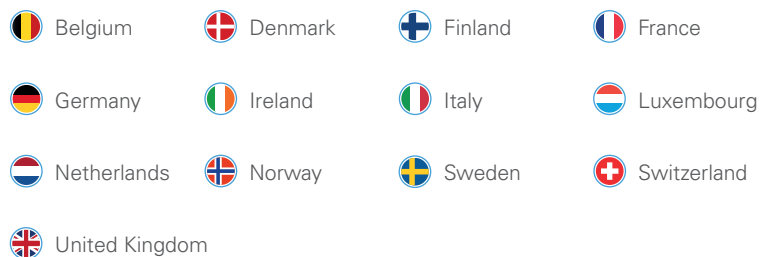 Belgium Denmark Finland France
Germany Ireland Italy Luxembourg
Netherlands Norway Sweden Switzerland
United Kingdom